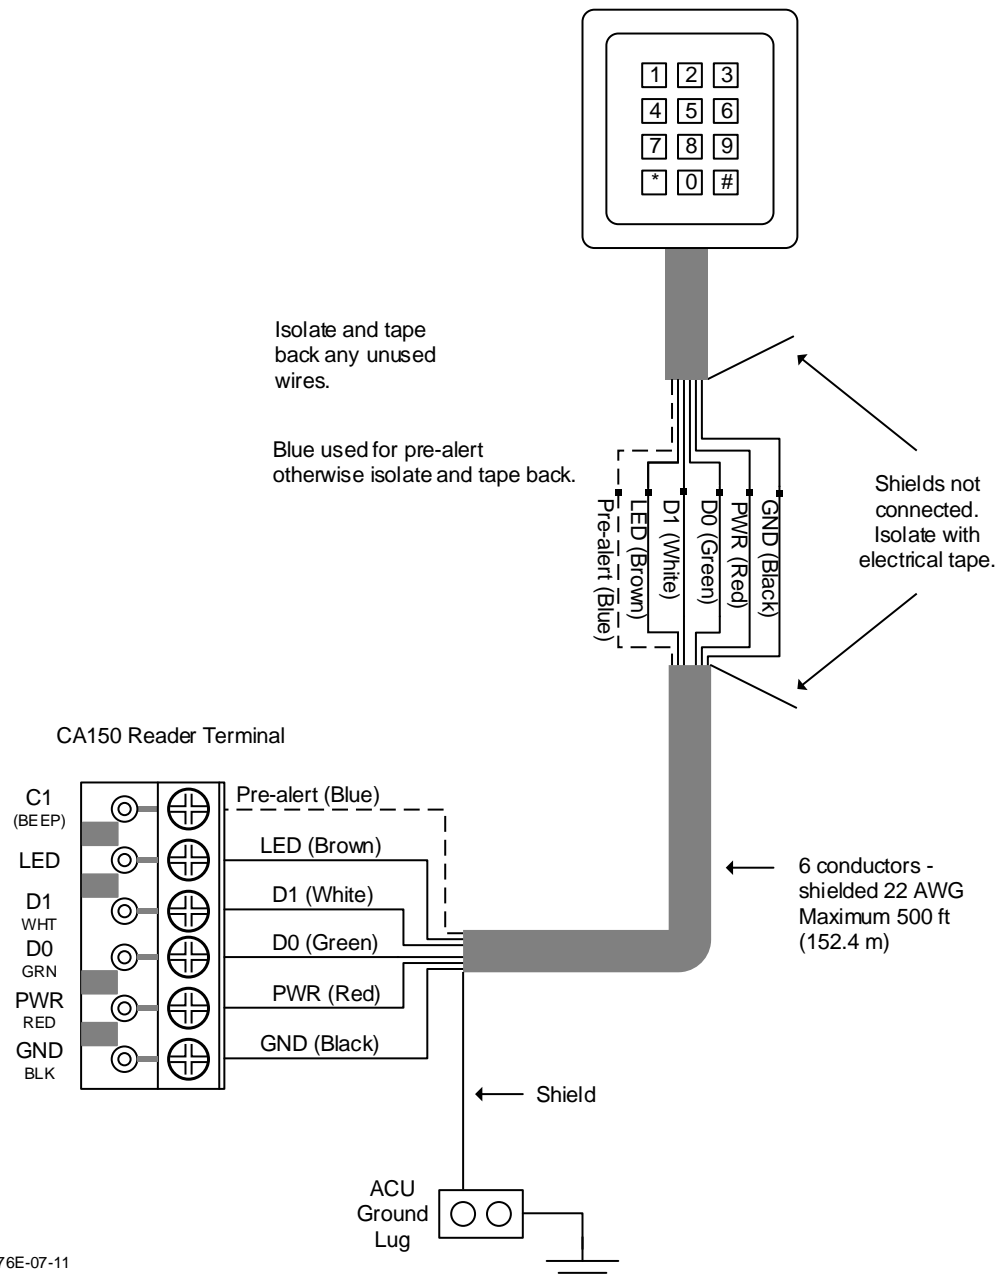 1 2 3
4 5 6
7 8 9
* 0 #
Isolate and tape
back any unused
wires.
Blue used for pre-alert
otherwise isolate and tape back.
Pre-alert (Blue)
LED (Brown)
D1 (White)
D0 (Green)
PWR (Red)
GND (Black)
Shields not
connected.
Isolate with
electrical tape.
CA150 Reader Terminal
C1
(BEEP)
LED
D1
WHT
D0
GRN
PWR
RED
GND
BLK
Pre-alert (Blue)
LED (Brown)
D1 (White)
D0 (Green)
PWR (Red)
GND (Black)
6 conductors -
shielded 22 AWG
Maximum 500 ft
(152.4 m)
Shield
ACU
Ground
Lug
76E-07-11